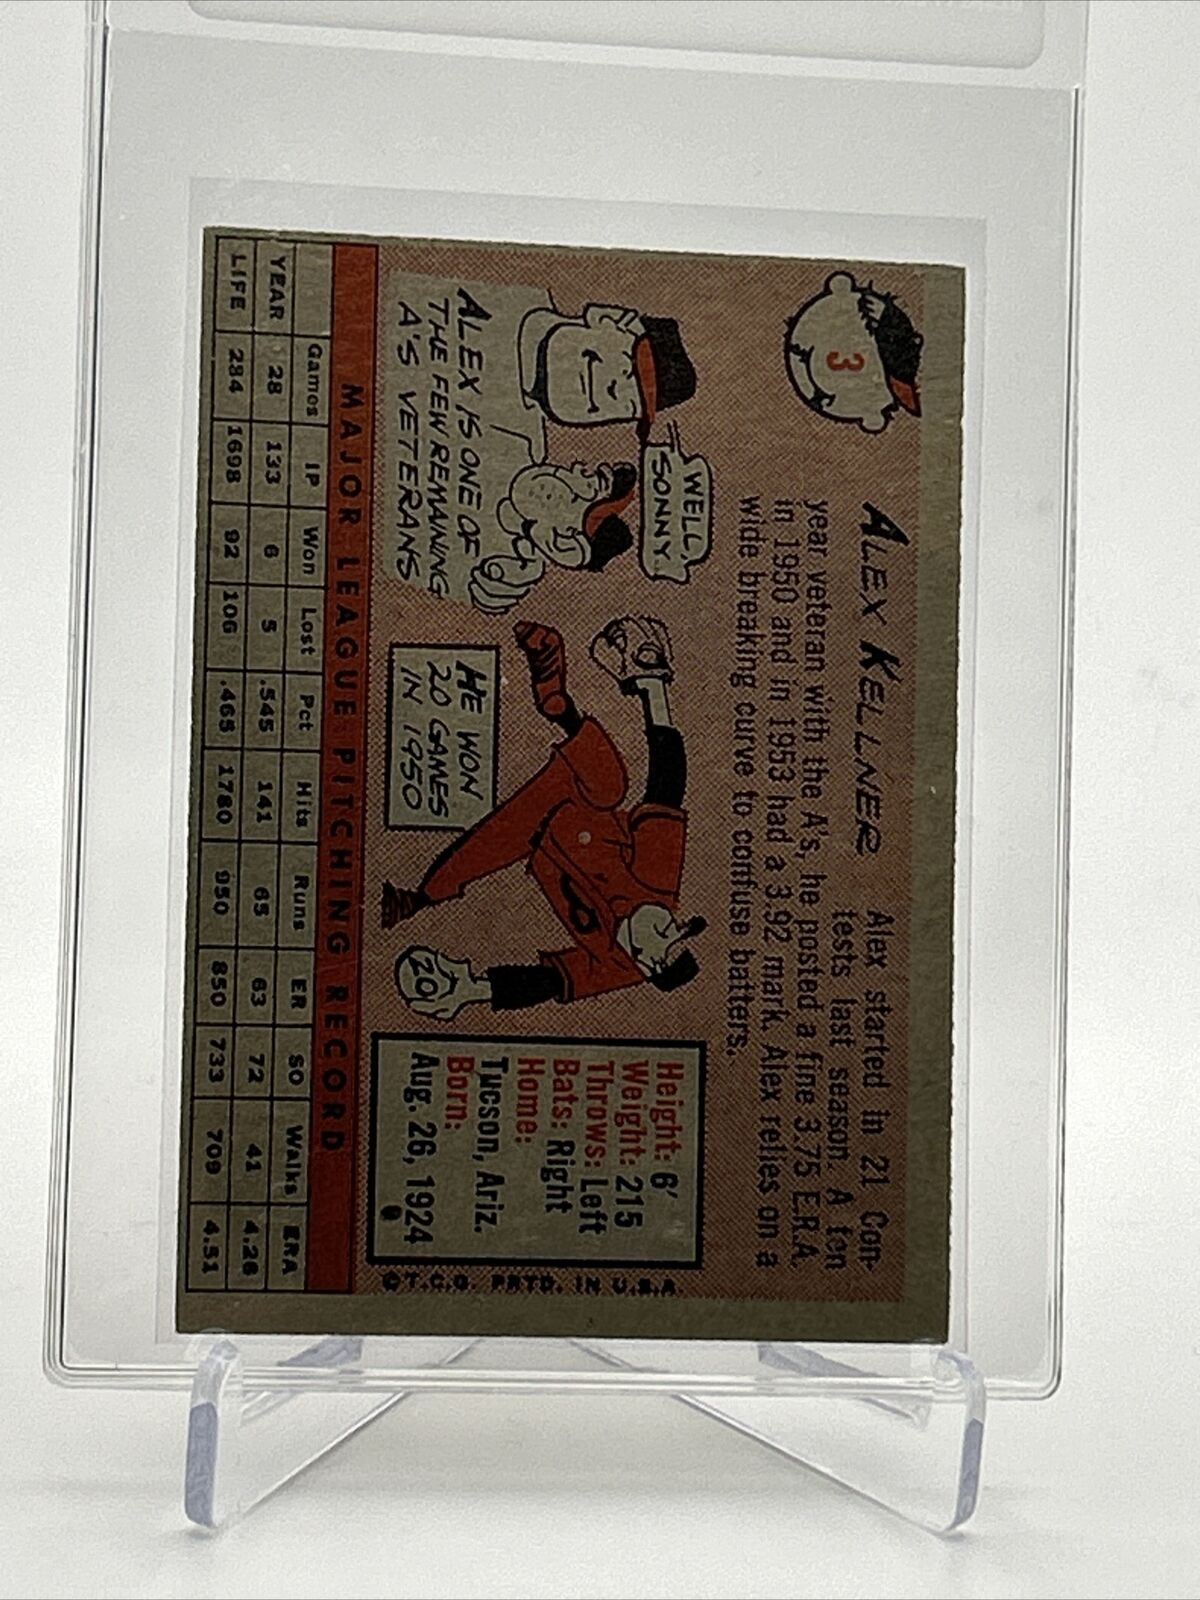 3
ALEX KELLNER Alex started in 21 Con-
tests last season. A ten
year veteran with the A's, he posted a fine 3.75 E.R.A.
in 1950 and in 1953 had a 3.92 mark. Alex relies on a
wide breaking curve to confuse batters.
WELL,
SONNY
ALEX IS ONE OF
THE FEW REMAINING
A'S VETERANS
HE WON
20 GAMES
IN 1950
20
Height: 6'
Weight: 215
Throws: Left
Bats: Right
Home:
Tucson, Ariz.
Born:
Aug. 26, 1924
© T.C.G. PRTD. IN U.S.A.
MAJOR LEAGUE PITCHING RECORD
Games IP Won Lost Pct Hits Runs ER SO Walks ERA
YEAR 28 133 6 5 .545 141 65 63 72 41 4.26
LIFE 284 1698 92 106 .465 1780 950 850 733 709 4.51